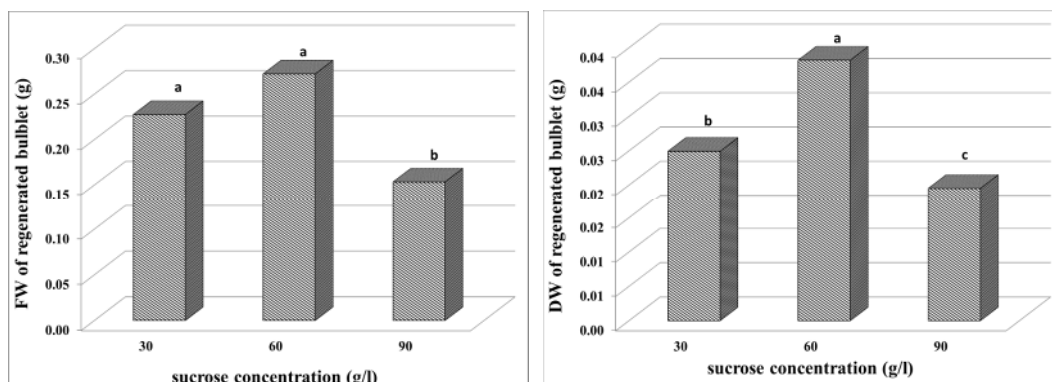 FW of regenerated bulblet (g)
0.30
0.25
0.20
0.15
0.10
0.05
0.00
a
a
b
30
60
90
sucrose concentration (g/l)
DW of regenerated bulblet (g)
0.04
0.04
0.03
0.03
0.02
0.02
0.01
0.01
0.00
b
a
c
30
60
90
sucrose concentration (g/l)